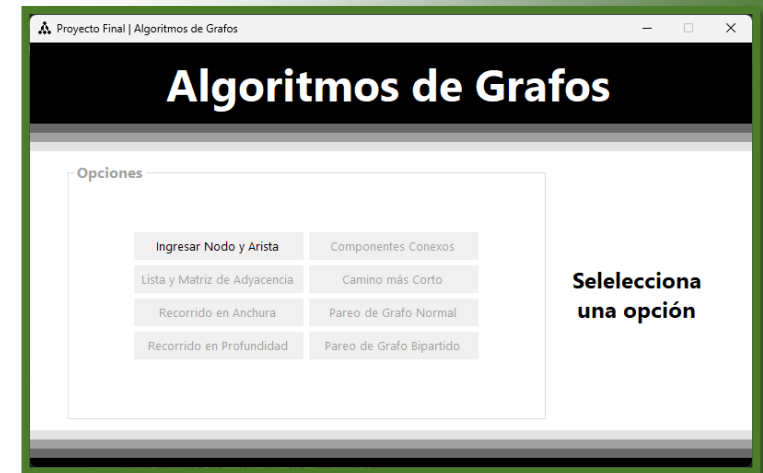 Proyecto Final | Algoritmos de Grafos
Algoritmos de Grafos
Opciones
Ingresar Nodo y Arista
Componentes Conexos
Lista y Matriz de Adyacencia
Camino más Corto
Recorrido en Anchura
Pareo de Grafo Normal
Recorrido en Profundidad
Pareo de Grafo Bipartido
Selelecciona
una opción